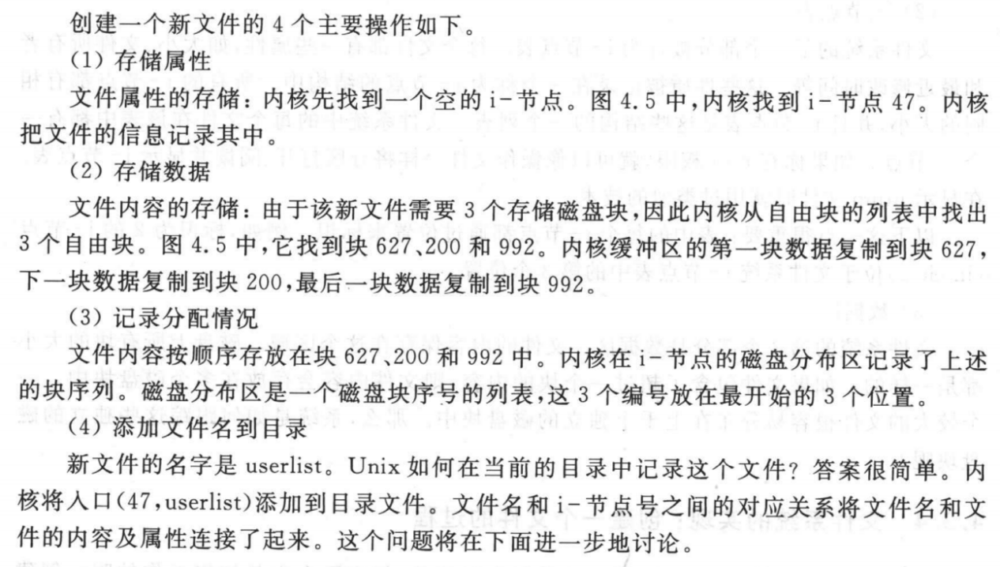 创建一个新文件的 4 个主要操作如下。
(1) 存储属性
文件属性的存储：内核先找到一个空的 i-节点。图 4.5 中,内核找到 i-节点 47。内核
把文件的信息记录其中。
(2) 存储数据
文件内容的存储：由于该新文件需要 3 个存储磁盘块,因此内核从自由块的列表中找出
3 个自由块。图 4.5 中,它找到块 627、200 和 992。内核缓冲区的第一块数据复制到块 627,
下一块数据复制到块 200,最后一块数据复制到块 992。
(3) 记录分配情况
文件内容按顺序存放在块 627、200 和 992 中。内核在 i-节点的磁盘分布区记录了上述
的块序列。磁盘分布区是一个磁盘块序号的列表,这 3 个编号放在最开始的 3 个位置。
(4) 添加文件名到目录
新文件的名字是 userlist。Unix 如何在当前的目录中记录这个文件？答案很简单。内
核将入口(47,userlist)添加到目录文件。文件名和 i-节点号之间的对应关系将文件名和文
件的内容及属性连接了起来。这个问题将在下面进一步地讨论。